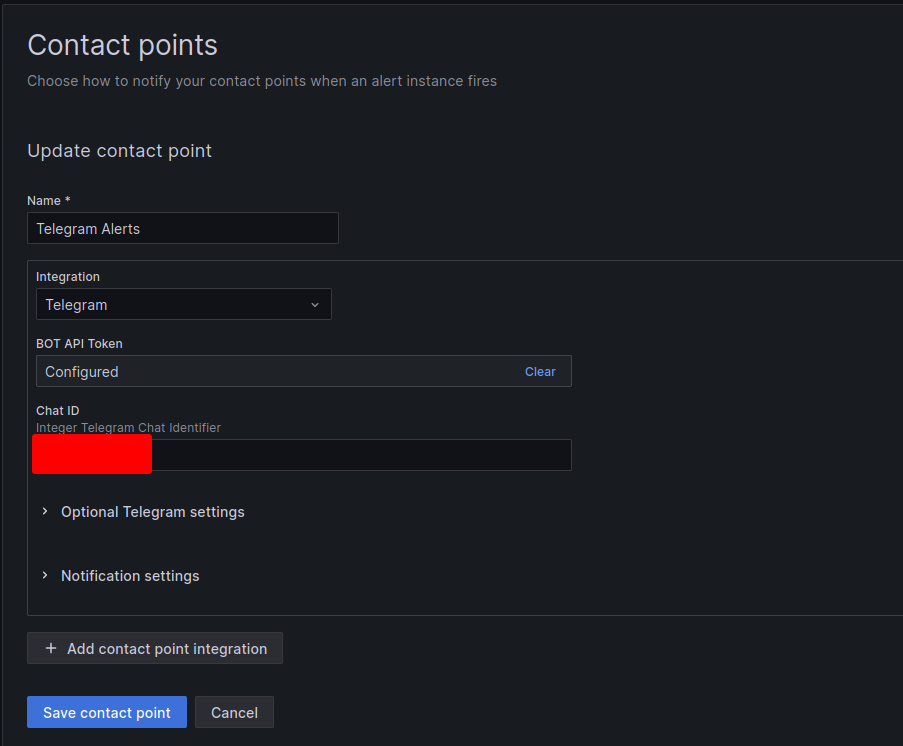 Contact points
Choose how to notify your contact points when an alert instance fires
Update contact point
Name *
Telegram Alerts
Integration
Telegram
BOT API Token
Configured Clear
Chat ID
Integer Telegram Chat Identifier
Optional Telegram settings
Notification settings
+ Add contact point integration
Save contact point Cancel